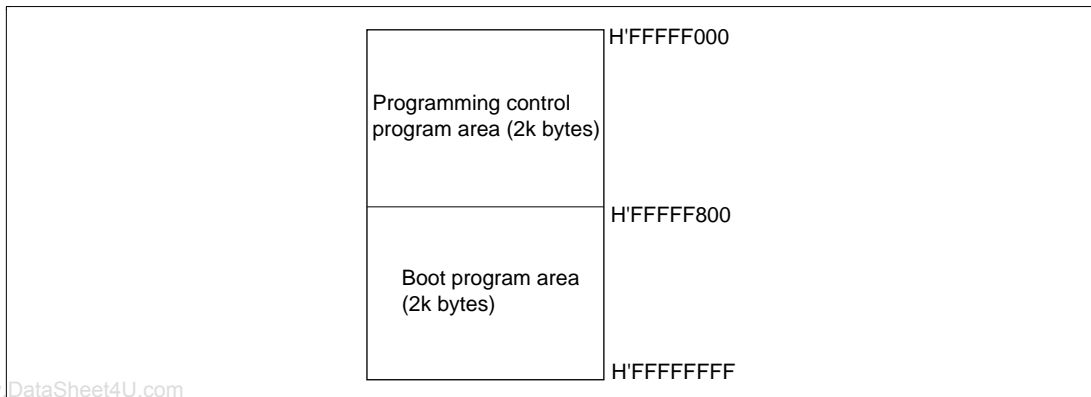 H'FFFFF000
Programming control
program area (2k bytes)
H'FFFFF800
Boot program area
(2k bytes)
H'FFFFFFFF
DataSheet4U.com